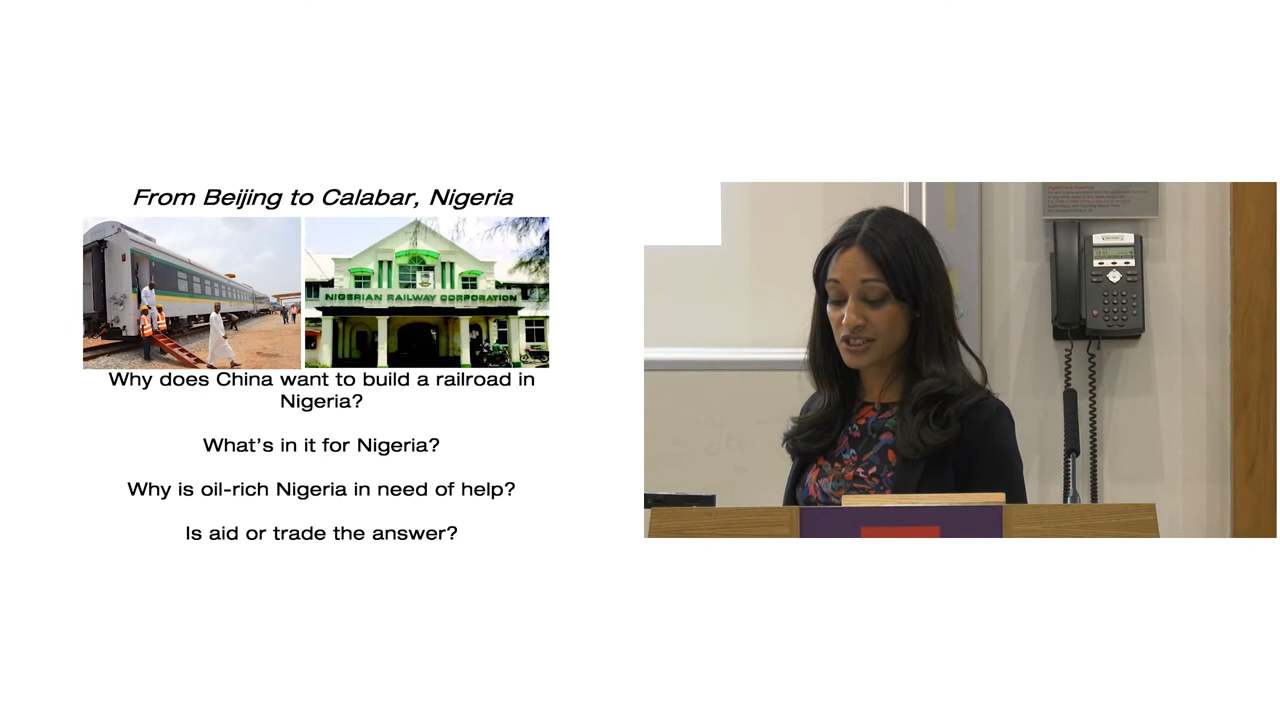 From Beijing to Calabar, Nigeria
NIGERIAN RAILWAY CORPORATION
Why does China want to build a railroad in
Nigeria?
What's in it for Nigeria?
Why is oil-rich Nigeria in need of help?
Is aid or trade the answer?